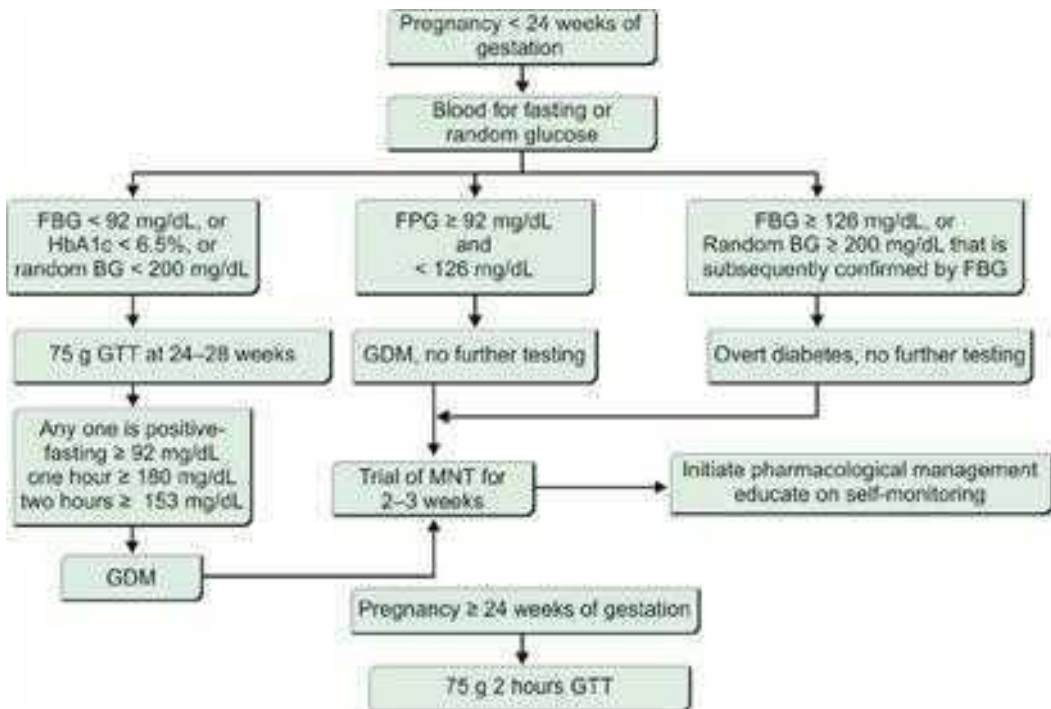 Pregnancy < 24 weeks of
gestation
Blood for fasting or
random glucose
FBG < 92 mg/dL, or
HbA1c < 6.5%, or
random BG < 200 mg/dL
FPG ≥ 92 mg/dL
and
< 126 mg/dL
FBG ≥ 126 mg/dL, or
Random BG ≥ 200 mg/dL that is
subsequently confirmed by FBG
75 g GTT at 24–28 weeks
GDM, no further testing
Overt diabetes, no further testing
Any one is positive-
fasting ≥ 92 mg/dL
one hour ≥ 180 mg/dL
two hours ≥ 153 mg/dL
Trial of MNT for
2–3 weeks
Initiate pharmacological management
educate on self-monitoring
GDM
Pregnancy ≥ 24 weeks of gestation
75 g 2 hours GTT